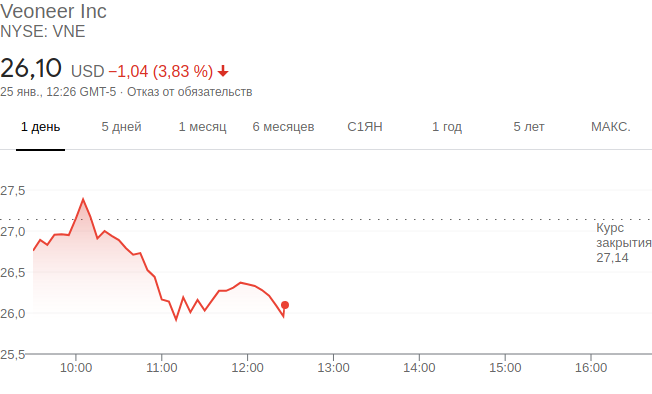 Veoneer Inc
NYSE: VNE
26,10 USD −1,04 (3,83 %)
25 янв., 12:26 GMT-5 · Отказ от обязательств
1 день 5 дней 1 месяц 6 месяцев С1ЯН 1 год 5 лет МАКС.
27,5
27,0
26,5
26,0
25,5
Курс
закрытия
27,14
10:00 11:00 12:00 13:00 14:00 15:00 16:00